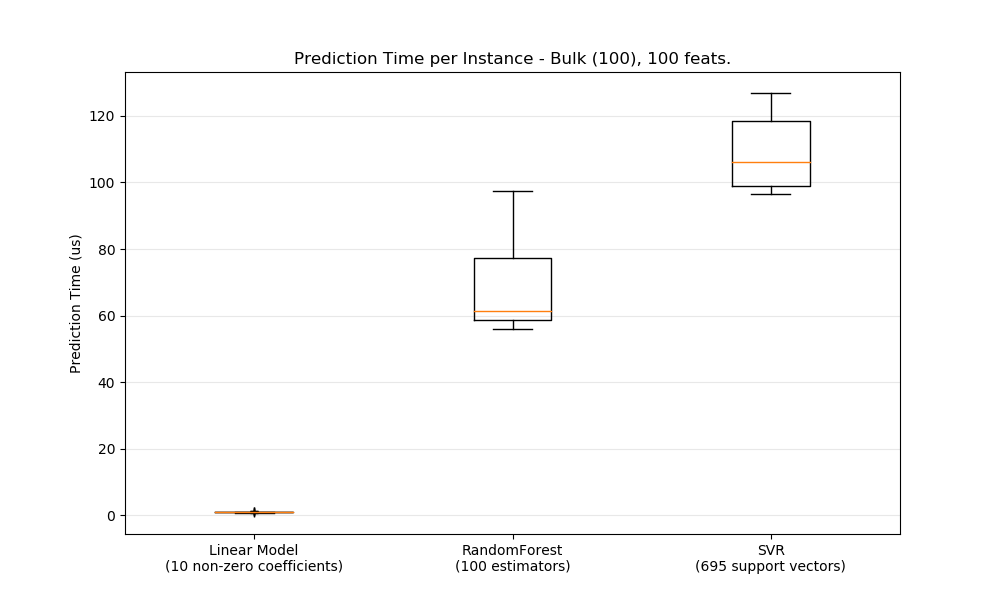 Prediction Time per Instance - Bulk (100), 100 feats.
Prediction Time (us)
120
100
80
60
40
20
0
Linear Model
(10 non-zero coefficients)
RandomForest
(100 estimators)
SVR
(695 support vectors)